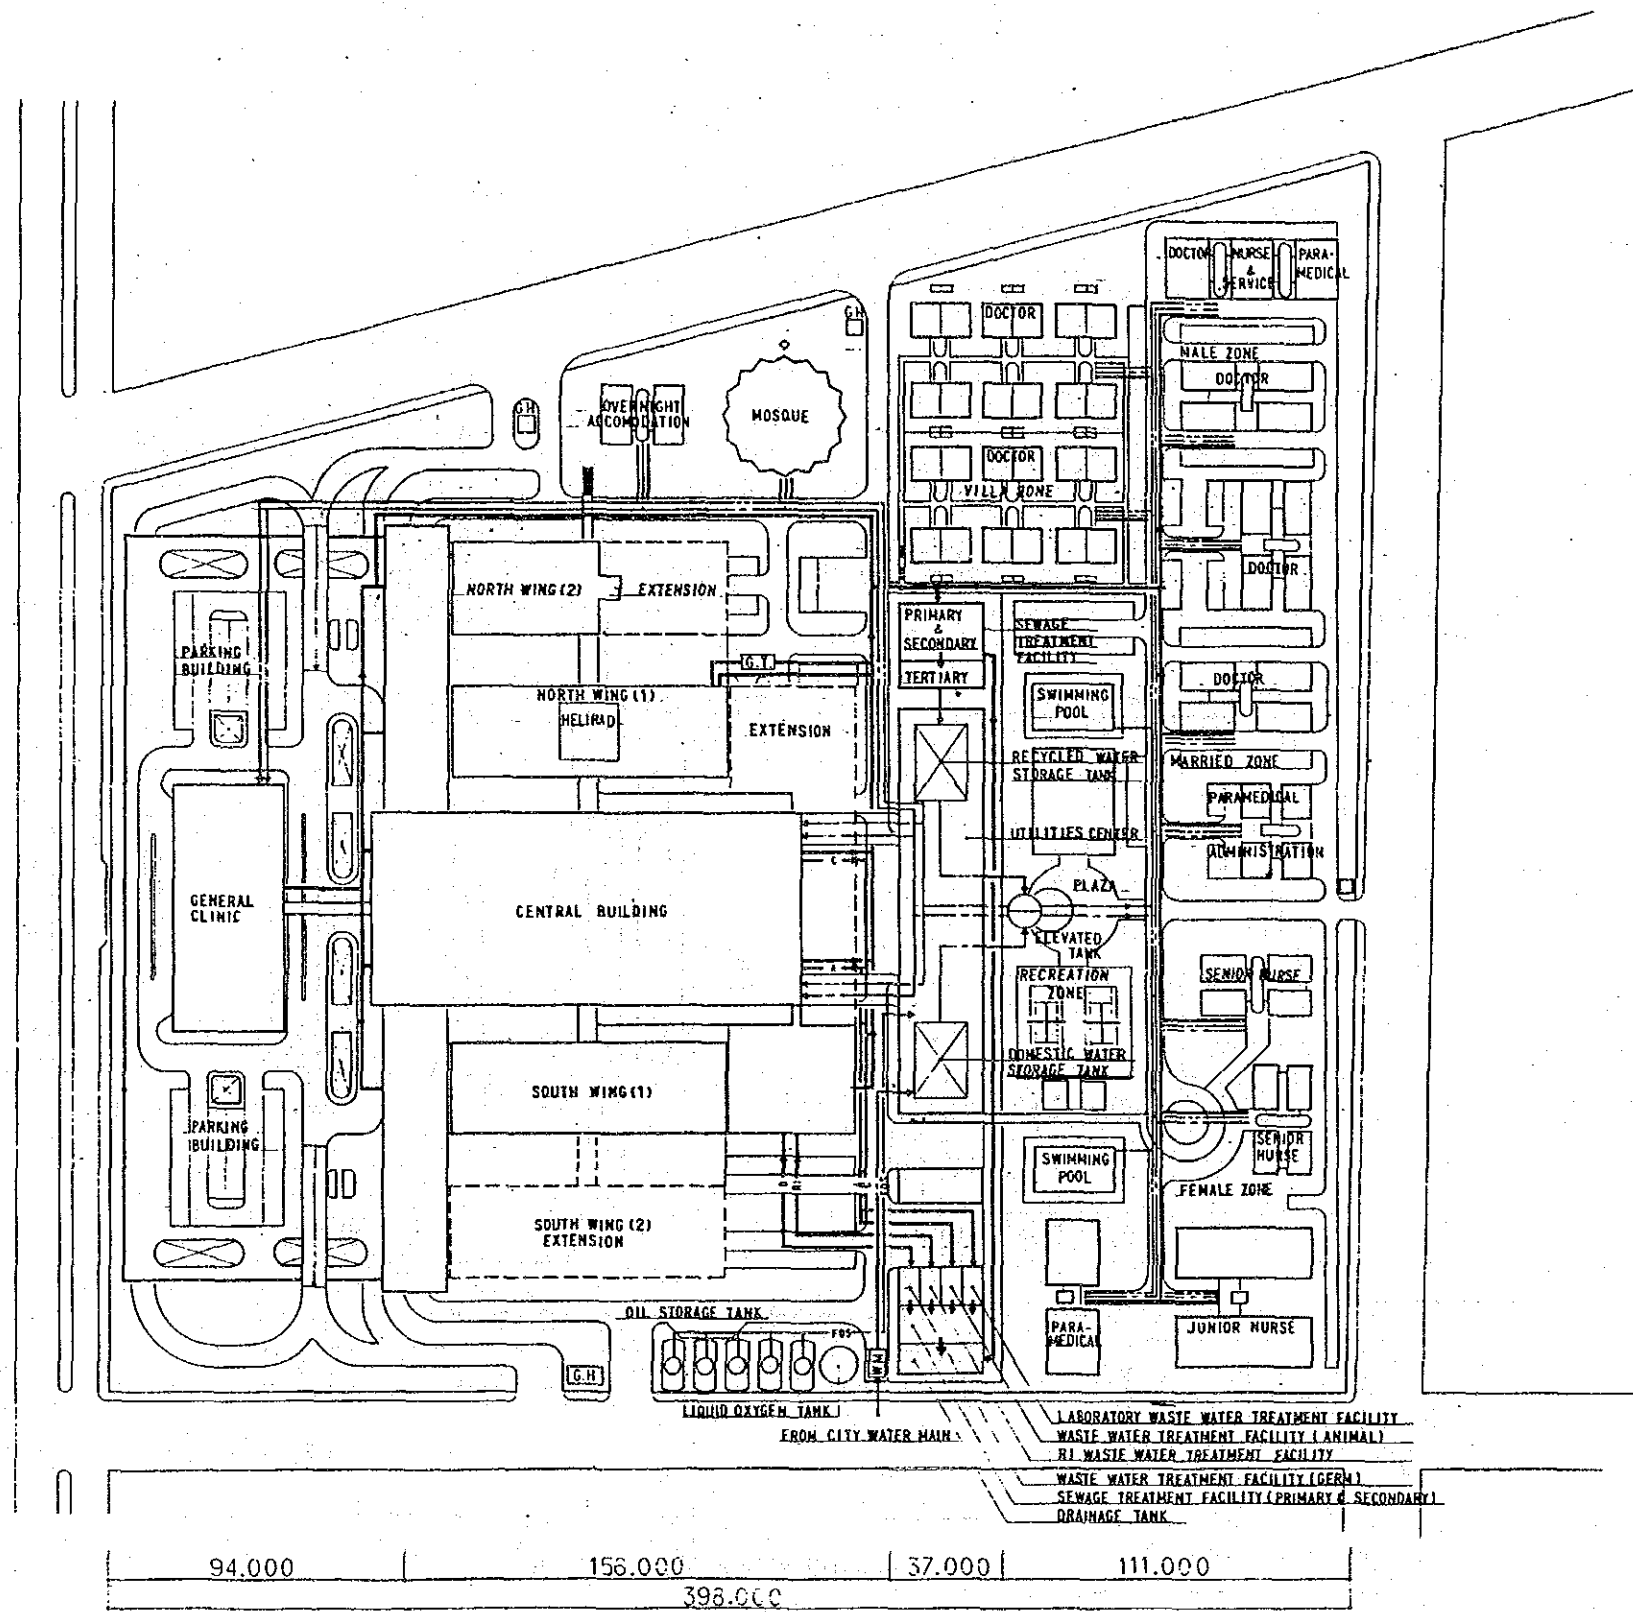 DOCTOR
NURSE
&
SERVICE
PARA-
MEDICAL
G H
DOCTOR
MALE ZONE
DOCTOR
G H
OVERNIGHT
ACCOMODATION
MOSQUE
DOCTOR
VILLA ZONE
DOCTOR
NORTH WING (2)
EXTENSION
PRIMARY
&
SECONDARY
TERTIARY
SEWAGE
TREATMENT
FACILITY
PARKING
BUILDING
G.T.
NORTH WING (1)
HELIPAD
EXTENSION
SWIMMING
POOL
DOCTOR
RECYCLED WATER
STORAGE TANK
MARRIED ZONE
PARAMEDICAL
UTILITIES CENTER
ADMINISTRATION
C
GENERAL
CLINIC
CENTRAL BUILDING
PLAZA
ELEVATED
TANK
A
RECREATION
ZONE
SENIOR NURSE
DOMESTIC WATER
STORAGE TANK
SOUTH WING (1)
PARKING
BUILDING
SENIOR
NURSE
SWIMMING
POOL
FEMALE ZONE
SOUTH WING (2)
EXTENSION
OIL STORAGE TANK
FOS
W M
PARA-
MEDICAL
JUNIOR NURSE
G.H
LIQUID OXYGEN TANK
FROM CITY WATER MAIN
LABORATORY WASTE WATER TREATMENT FACILITY
WASTE WATER TREATMENT FACILITY (ANIMAL)
RI WASTE WATER TREATMENT FACILITY
WASTE WATER TREATMENT FACILITY (GERM)
SEWAGE TREATMENT FACILITY (PRIMARY & SECONDARY)
DRAINAGE TANK
94.000
156.000
37.000
111.000
398.000